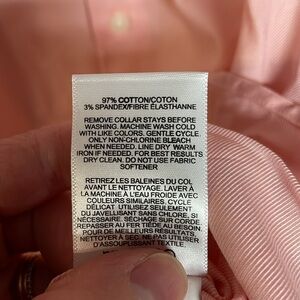 97% COTTON/COTON
3% SPANDEX/FIBRE ÉLASTHANNE
REMOVE COLLAR STAYS BEFORE
WASHING. MACHINE WASH COLD
WITH LIKE COLORS. GENTLE CYCLE.
ONLY NON-CHLORINE BLEACH
WHEN NEEDED. LINE DRY. WARM
IRON IF NEEDED. FOR BEST RESULTS
DRY CLEAN. DO NOT USE FABRIC
SOFTENER
RETIREZ LES BALEINES DU COL
AVANT LE NETTOYAGE. LAVER À
LA MACHINE À L'EAU FROIDE AVEC
COULEURS SIMILAIRES. CYCLE
DÉLICAT. UTILISEZ SEULEMENT
DU JAVELLISANT SANS CHLORE, SI
NÉCESSAIRE. SÉCHAGE SUR CORDE.
REPASSER AU FER TIÈDE AU BESOIN.
POUR DE MEILLEURS RÉSULTATS,
NETTOYER À SEC. NE PAS UTILISER
D'ASSOUPLISSANT TEXTILE.